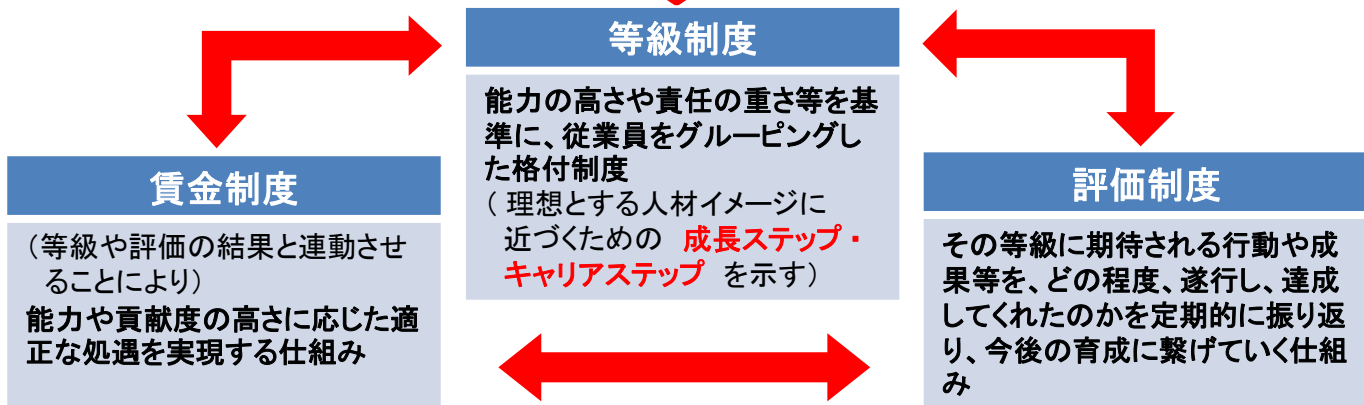 等級制度
能力の高さや責任の重さ等を基
準に、従業員をグルーピングし
た格付制度
（ 理想とする人材イメージに
近づくための 成長ステップ・
キャリアステップ を示す）
賃金制度
（等級や評価の結果と連動させ
ることにより）
能力や貢献度の高さに応じた適
正な処遇を実現する仕組み
評価制度
その等級に期待される行動や成
果等を、どの程度、遂行し、達成
してくれたのかを定期的に振り返
り、今後の育成に繋げていく仕組
み